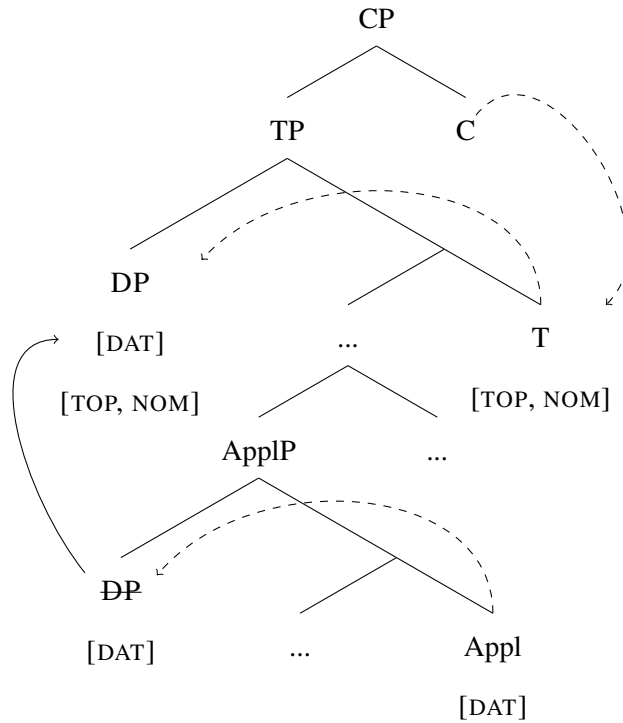 CP
TP C
DP
[DAT] ... T
[TOP, NOM] [TOP, NOM]
ApplP ...
DP
[DAT] ... Appl
[DAT]